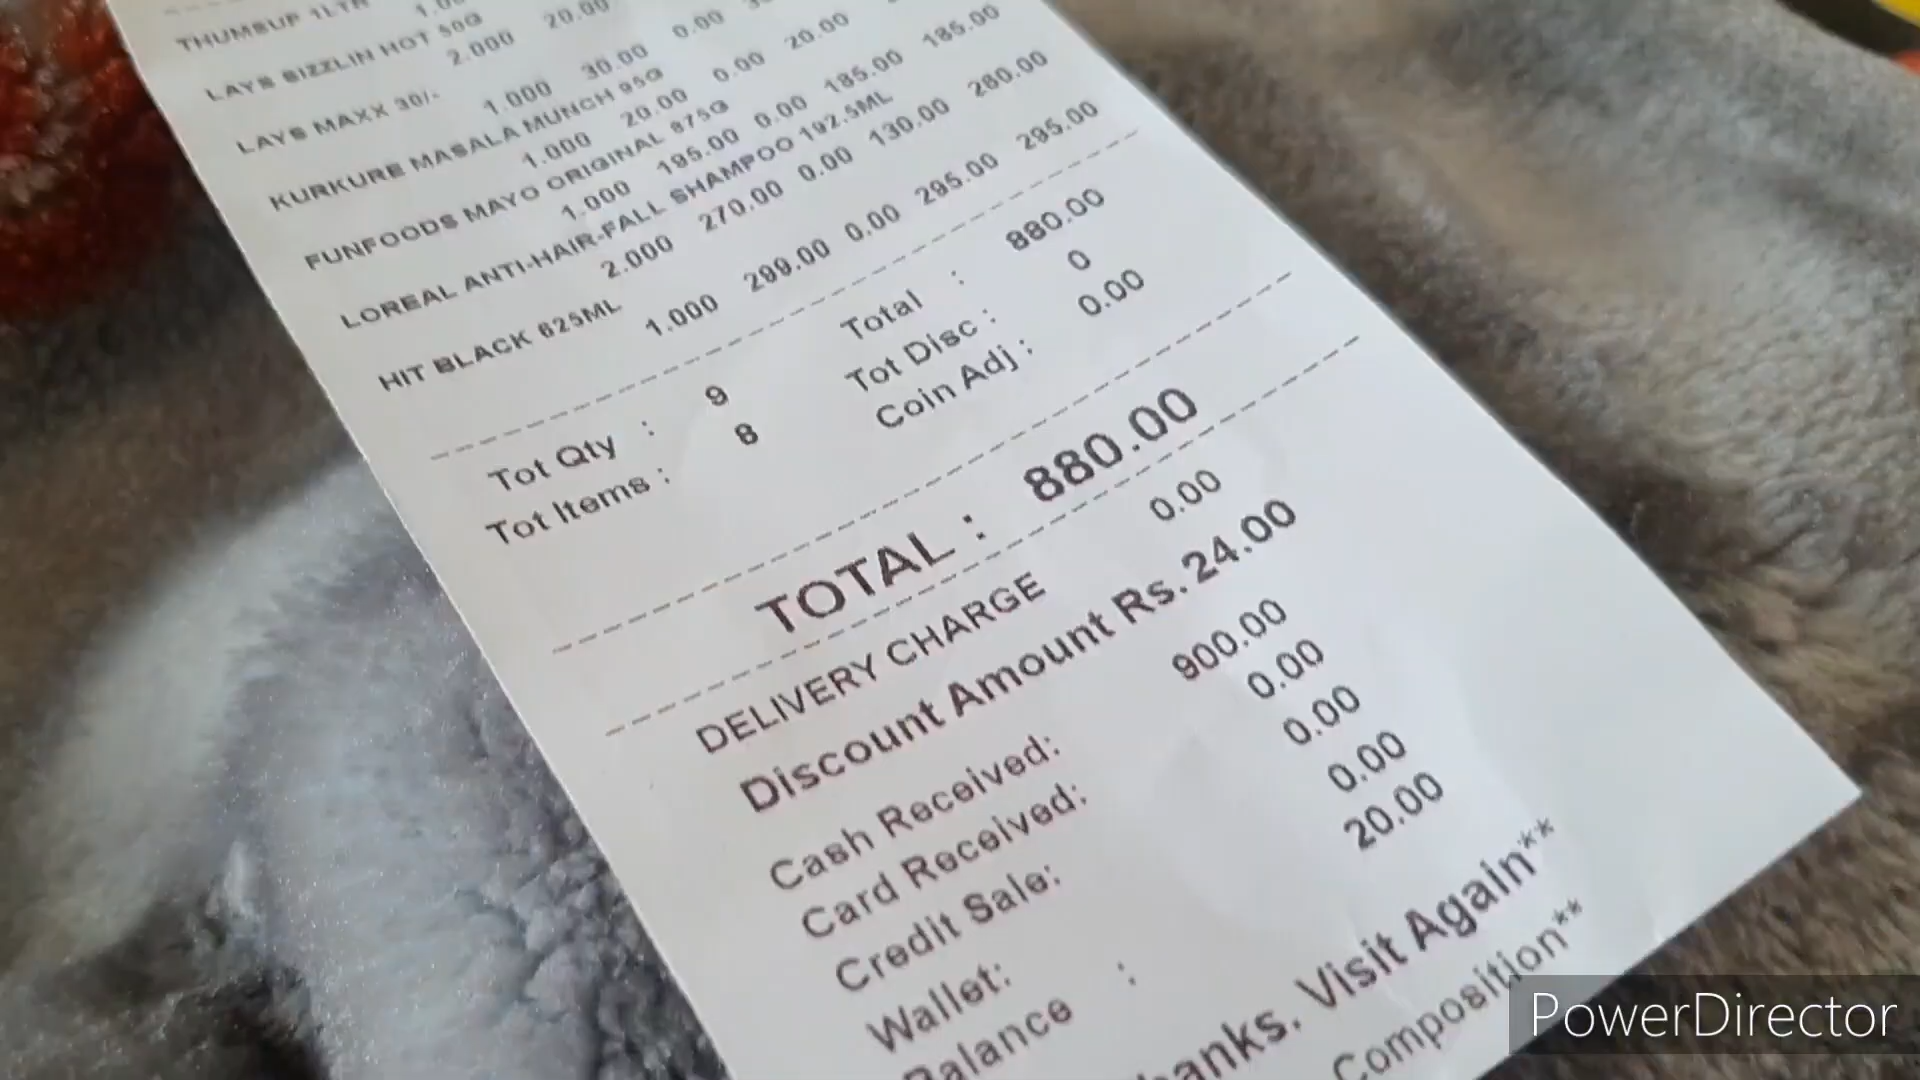 THUMSUP 1LTR
LAYS SIZZLIN HOT 50G
2.000 20.00
LAYS MAXX 30/-
1.000 30.00 0.00
KURKURE MASALA MUNCH 95G
1.000 20.00 0.00 20.00
FUNFOODS MAYO ORIGINAL 875G
1.000 195.00 0.00 185.00 185.00
LOREAL ANTI-HAIR-FALL SHAMPOO 192.5ML
2.000 270.00 0.00 130.00 260.00
HIT BLACK 625ML
1.000 299.00 0.00 295.00 295.00
Tot Qty : 9 Total : 880.00
Tot Items : 8 Tot Disc : 0
Coin Adj : 0.00
TOTAL : 880.00
DELIVERY CHARGE 0.00
Discount Amount Rs. 24.00
Cash Received: 900.00
Card Received: 0.00
Credit Sale: 0.00
Wallet: 0.00
Balance : 20.00
Visit Again**
Composition**
PowerDirector